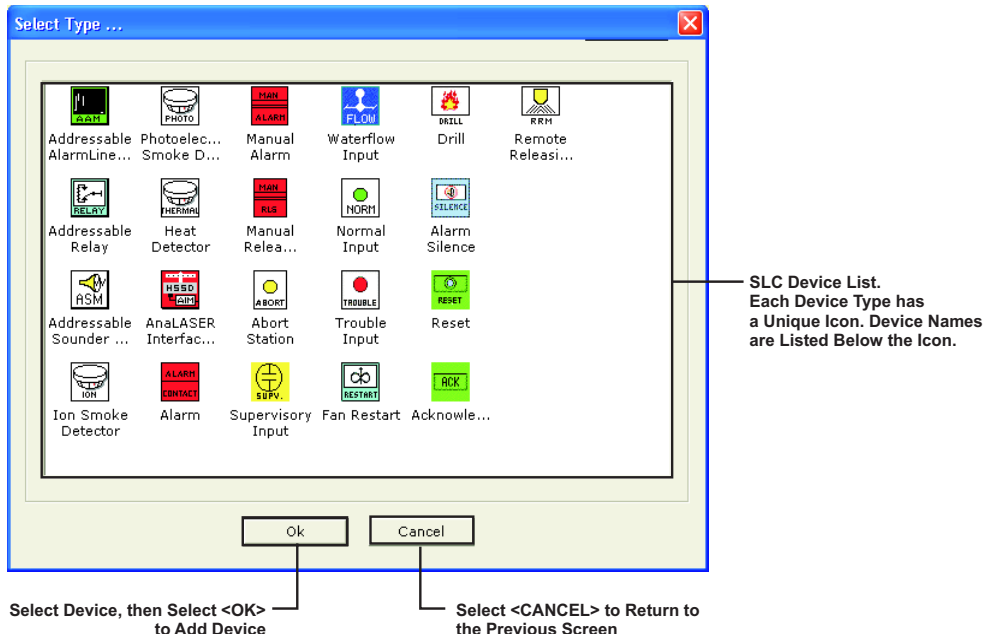 Select Type ...
AAM
PHOTO
MAN
ALARM
FLOW
DRILL
RRM
Addressable AlarmLine...
Photoelec... Smoke D...
Manual Alarm
Waterflow Input
Drill
Remote Releasi...
RELAY
THERMAL
MAN
RLS
NORM
SILENCE
Addressable Relay
Heat Detector
Manual Relea...
Normal Input
Alarm Silence
ASM
HSSD
AIM
ABORT
TROUBLE
RESET
Addressable Sounder ...
AnaLASER Interfac...
Abort Station
Trouble Input
Reset
ION
ALARM
CONTACT
SUPV.
RESTART
ACK
Ion Smoke Detector
Alarm
Supervisory Input
Fan Restart
Acknowle...
SLC Device List.
Each Device Type has
a Unique Icon. Device Names
are Listed Below the Icon.
Ok
Cancel
Select Device, then Select <OK>
to Add Device
Select <CANCEL> to Return to
the Previous Screen